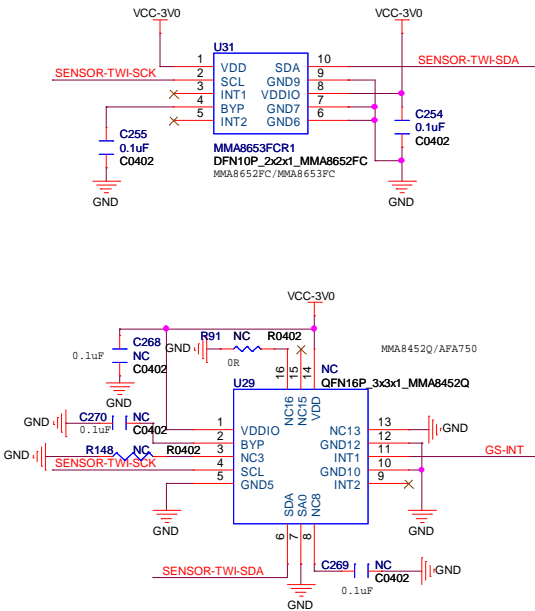 VCC-3V0
VCC-3V0
U31
1 VDD SDA 10 SENSOR-TWI-SDA
SENSOR-TWI-SCK 2 SCL GND9 9
3 INT1 VDDIO 8
4 BYP GND7 7
5 INT2 GND6 6
C255
0.1uF
C0402
C254
0.1uF
C0402
MMA8653FCR1
DFN10P_2x2x1_MMA8652FC
MMA8652FC/MMA8653FC
GND
GND
VCC-3V0
C268
0.1uF
NC
C0402
GND
GND
R91 NC R0402
0R
MMA8452Q/AFA750
NC
QFN16P_3x3x1_MMA8452Q
U29
16 15 14
NC16 NC15 VDD
GND
C270 NC
0.1uF C0402
1 VDDIO NC13 13 GND
2 BYP GND12 12
GND R148 NC R0402 3 NC3 INT1 11 GS-INT
SENSOR-TWI-SCK 4 SCL GND10 10
5 GND5 INT2 9
SDA SA0 NC8
6 7 8
GND
GND
SENSOR-TWI-SDA
C269 NC
C0402
0.1uF
GND
GND